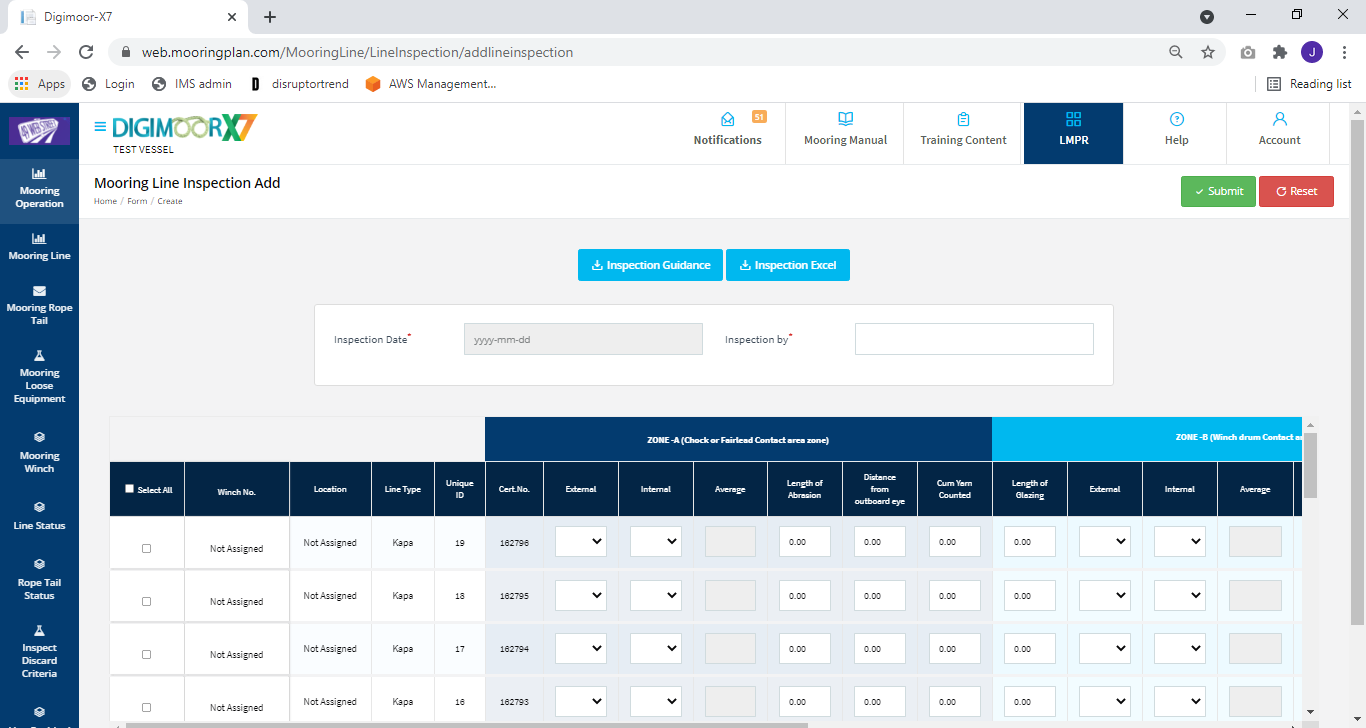 Digimoor-X7
web.mooringplan.com/MooringLine/LineInspection/addlineinspection
J
Apps
Login
IMS admin
D
disruptortrend
AWS Management...
Reading list
DIGIMOORX7
TEST VESSEL
51
Notifications
Mooring Manual
Training Content
LMPR
Help
Account
Mooring
Operation
Mooring Line
Mooring Rope
Tail
Mooring
Loose
Equipment
Mooring
Winch
Line Status
Rope Tail
Status
Inspect
Discard
Criteria
Mooring Line Inspection Add
Home / Form / Create
Submit
Reset
Inspection Guidance
Inspection Excel
Inspection Date*
yyyy-mm-dd
Inspection by*
ZONE -A (Chock or Fairlead Contact area zone)
ZONE -B (Winch drum Contact
Select All
Winch No.
Location
Line Type
Unique
ID
Cert.No.
External
Internal
Average
Length of
Abrasion
Distance
from
outboard eye
Cum Yarn
Counted
Length of
Glazing
External
Internal
Average
Not Assigned Not Assigned Kapa 19 162796 0.00 0.00 0.00 0.00
Not Assigned Not Assigned Kapa 18 162795 0.00 0.00 0.00 0.00
Not Assigned Not Assigned Kapa 17 162794 0.00 0.00 0.00 0.00
Not Assigned Not Assigned Kapa 16 162793 0.00 0.00 0.00 0.00